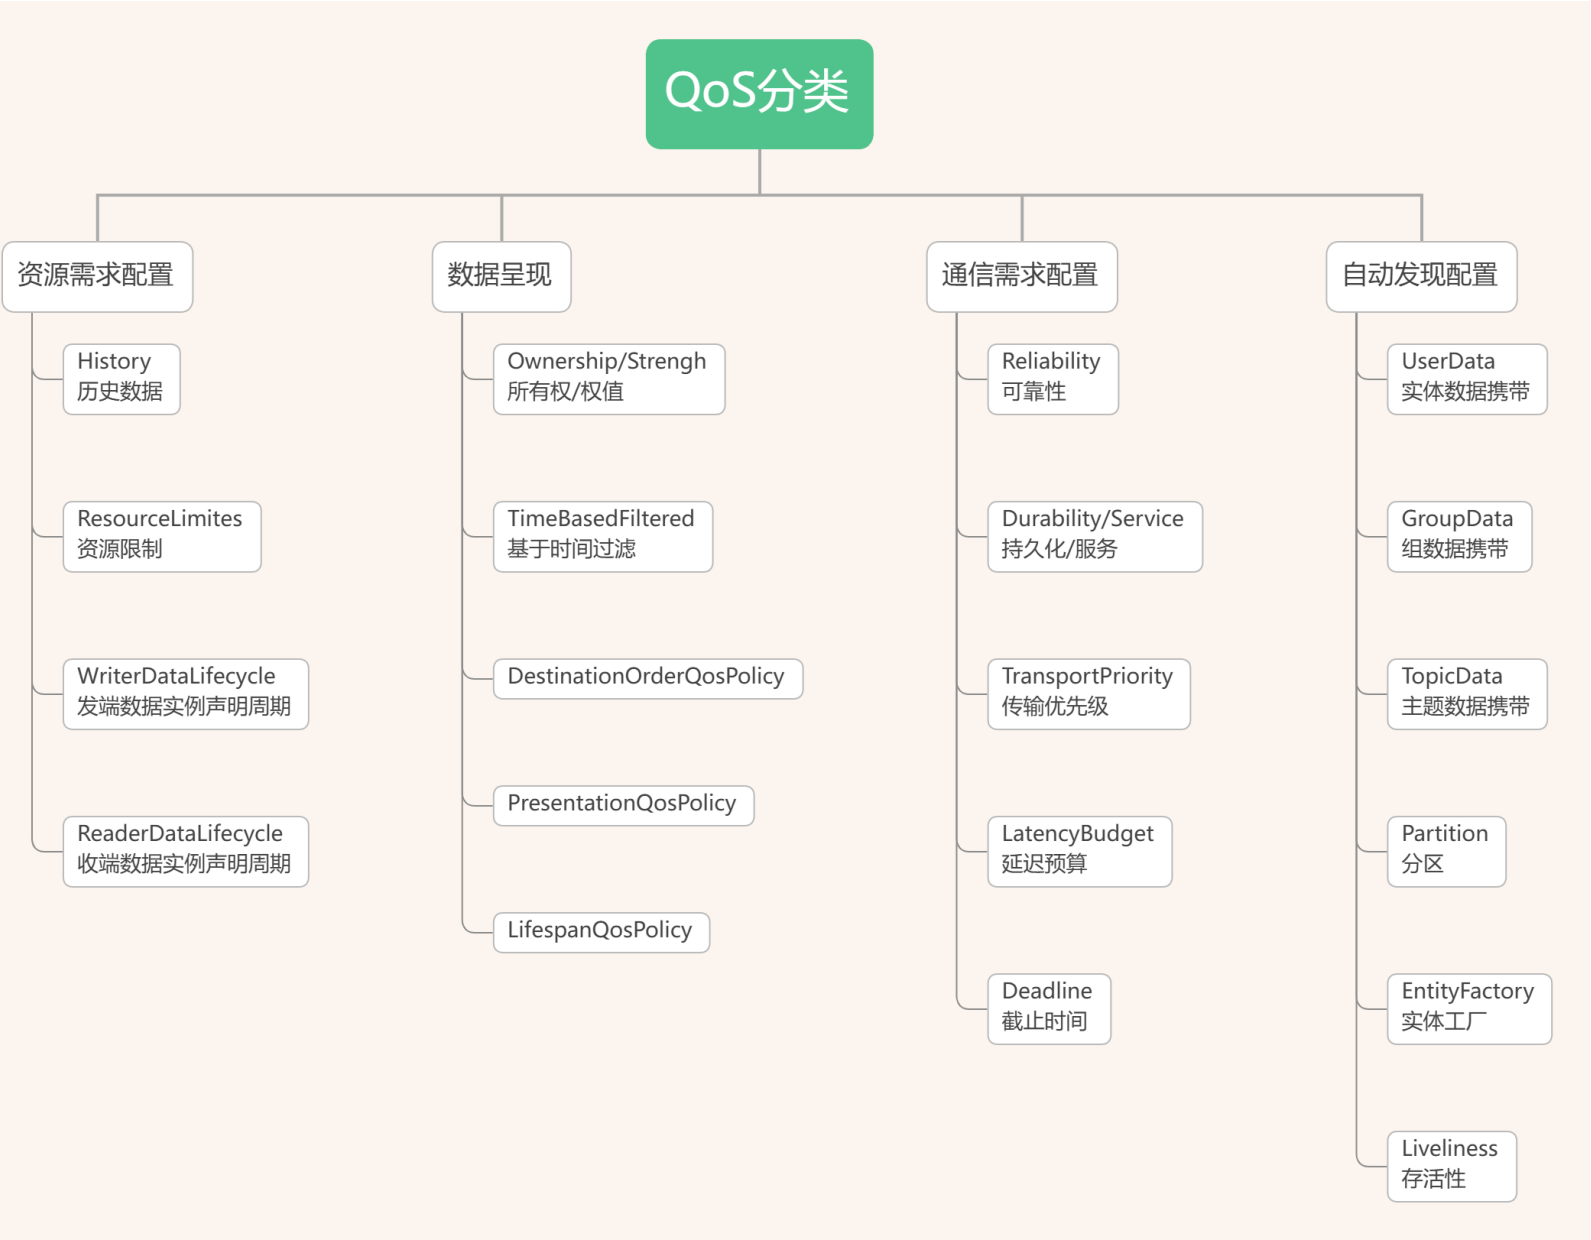 QoS分类
资源需求配置
History
历史数据
ResourceLimites
资源限制
WriterDataLifecycle
发端数据实例声明周期
ReaderDataLifecycle
收端数据实例声明周期
数据呈现
Ownership/Strengh
所有权/权值
TimeBasedFiltered
基于时间过滤
DestinationOrderQosPolicy
PresentationQosPolicy
LifespanQosPolicy
通信需求配置
Reliability
可靠性
Durability/Service
持久化/服务
TransportPriority
传输优先级
LatencyBudget
延迟预算
Deadline
截止时间
自动发现配置
UserData
实体数据携带
GroupData
组数据携带
TopicData
主题数据携带
Partition
分区
EntityFactory
实体工厂
Liveliness
存活性